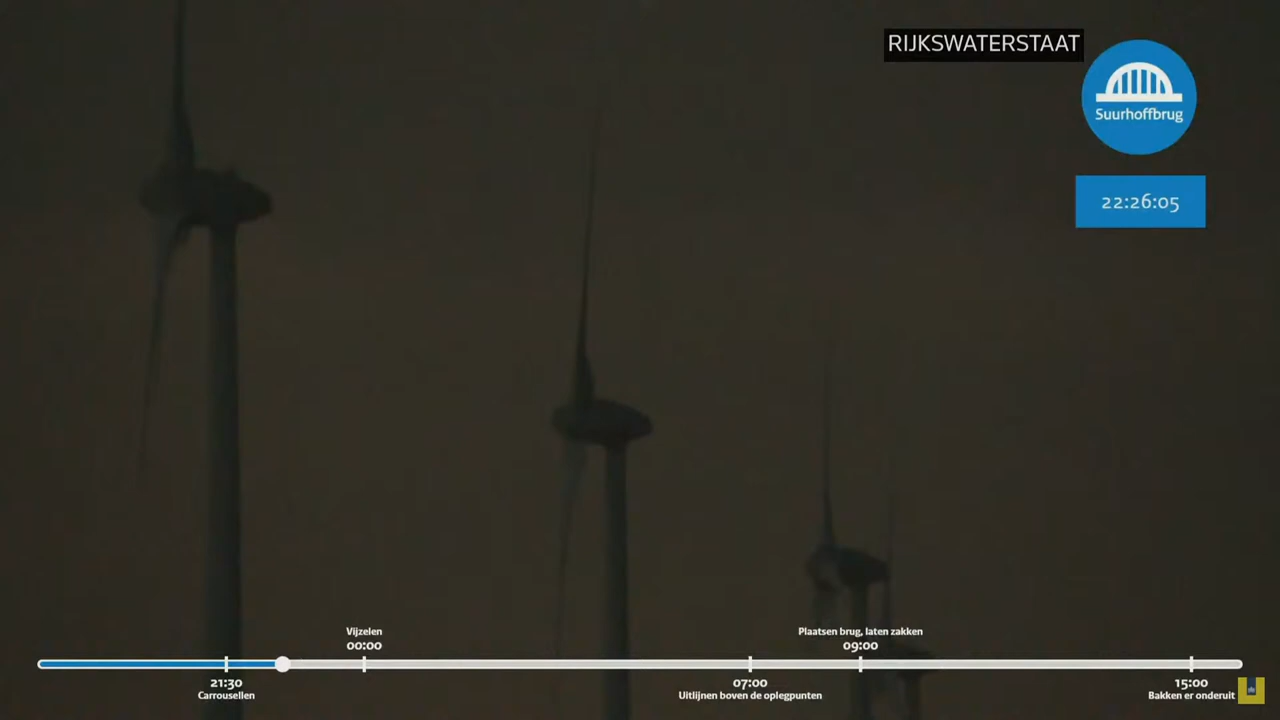 RIJKSWATERSTAAT
Suurhoffbrug
22:26:05
Vijzelen
00:00
Plaatsen brug, laten zakken
09:00
21:30
Carrousellen
07:00
Uitlijnen boven de oplegpunten
15:00
Bakken er onderuit